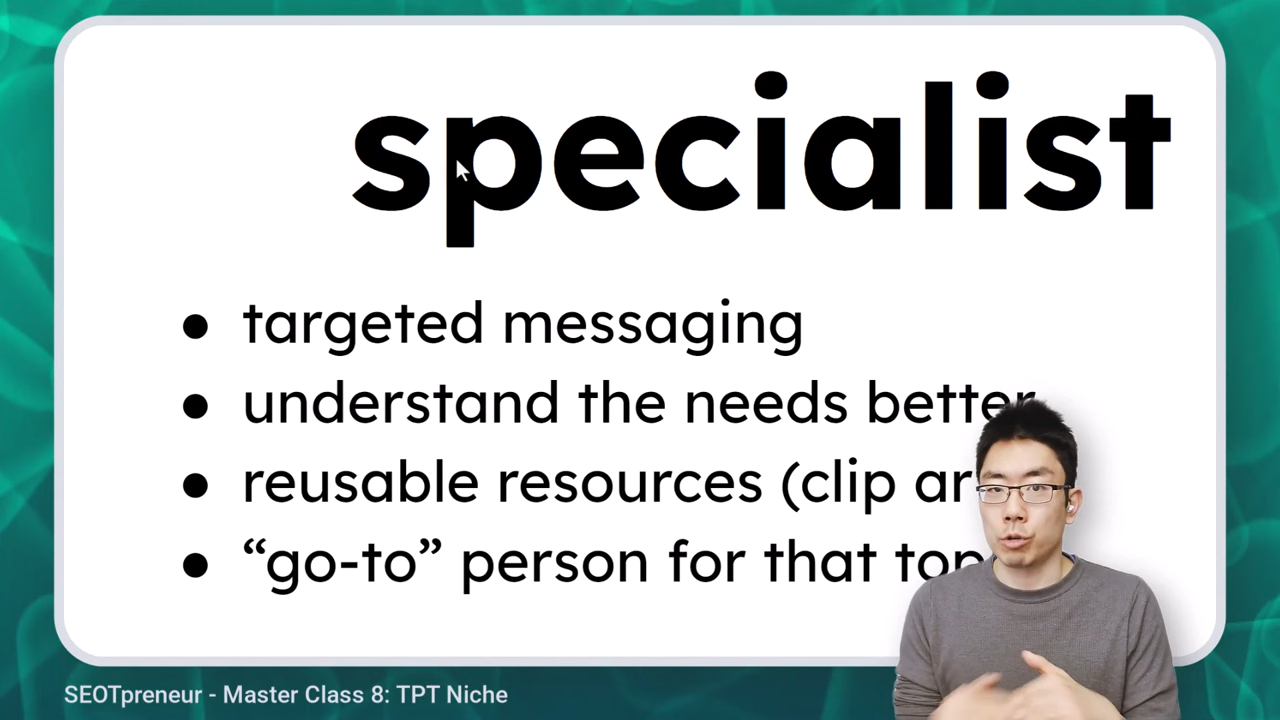 specialist
● targeted messaging
● understand the needs better
● reusable resources (clip
● “go-to” person for that
SEOTpreneur - Master Class 8: TPT Niche